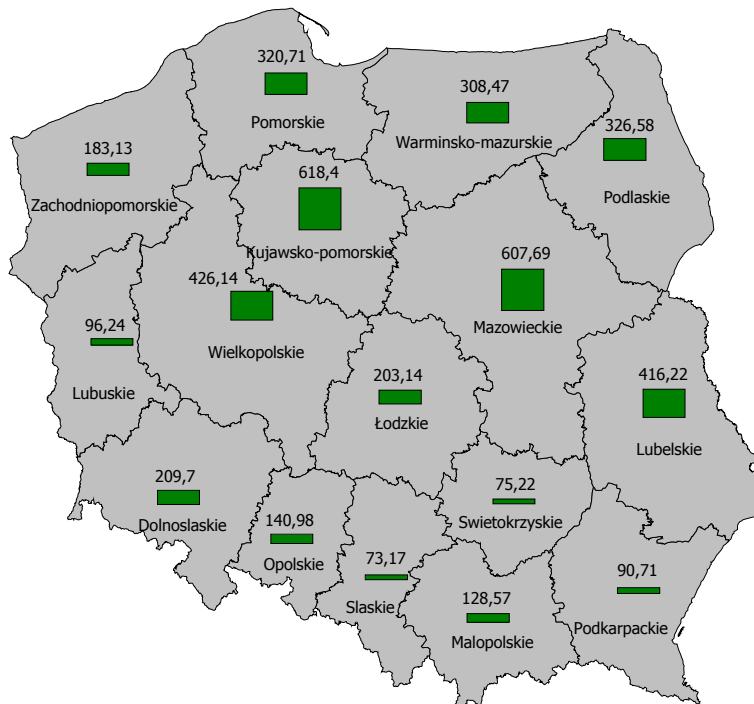 320,71
Pomorskie
308,47
Warminsko-mazurskie
326,58
Podlaskie
183,13
Zachodniopomorskie
618,4
Kujawsko-pomorskie
607,69
Mazowieckie
426,14
Wielkopolskie
96,24
Lubuskie
203,14
Łodzkie
416,22
Lubelskie
209,7
Dolnoslaskie
140,98
Opolskie
73,17
Slaskie
75,22
Swietokrzyskie
128,57
Malopolskie
90,71
Podkarpackie